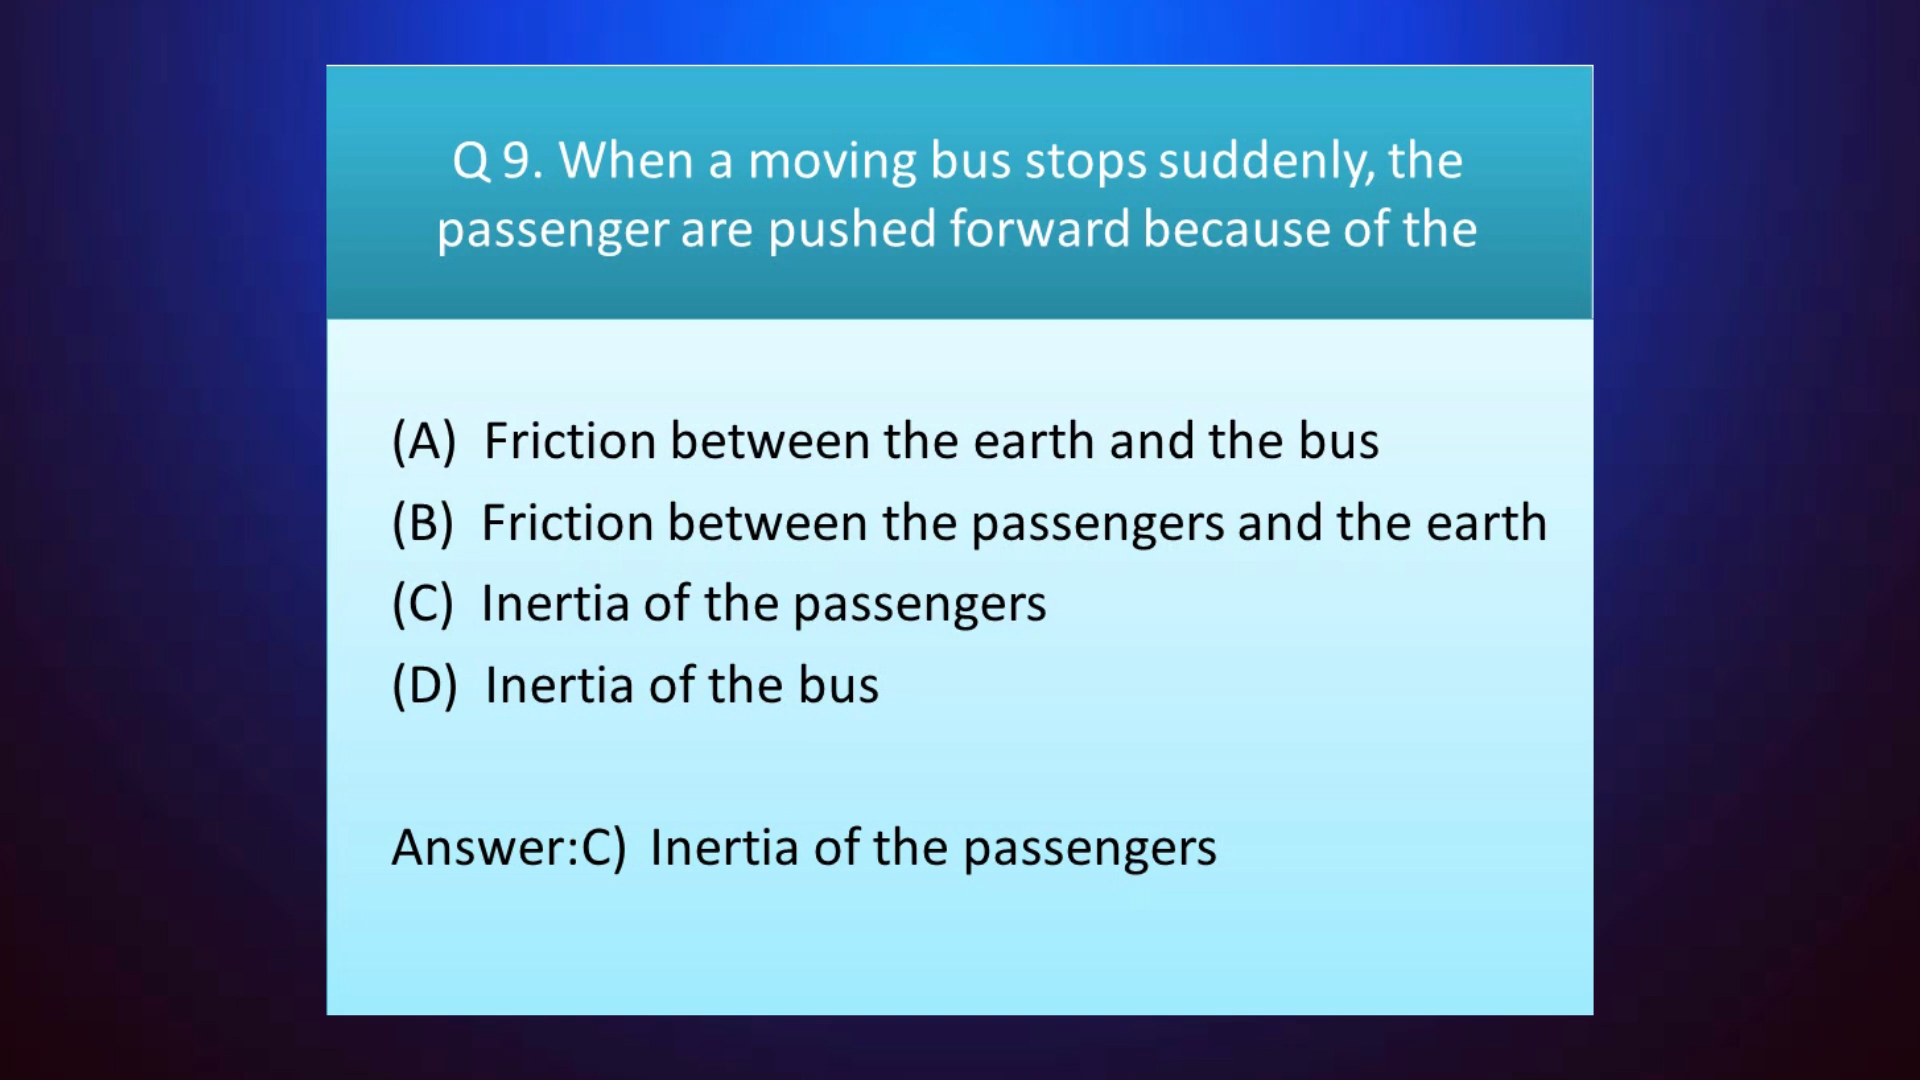 Q 9. When a moving bus stops suddenly, the
passenger are pushed forward because of the
(A) Friction between the earth and the bus
(B) Friction between the passengers and the earth
(C) Inertia of the passengers
(D) Inertia of the bus
Answer:C) Inertia of the passengers